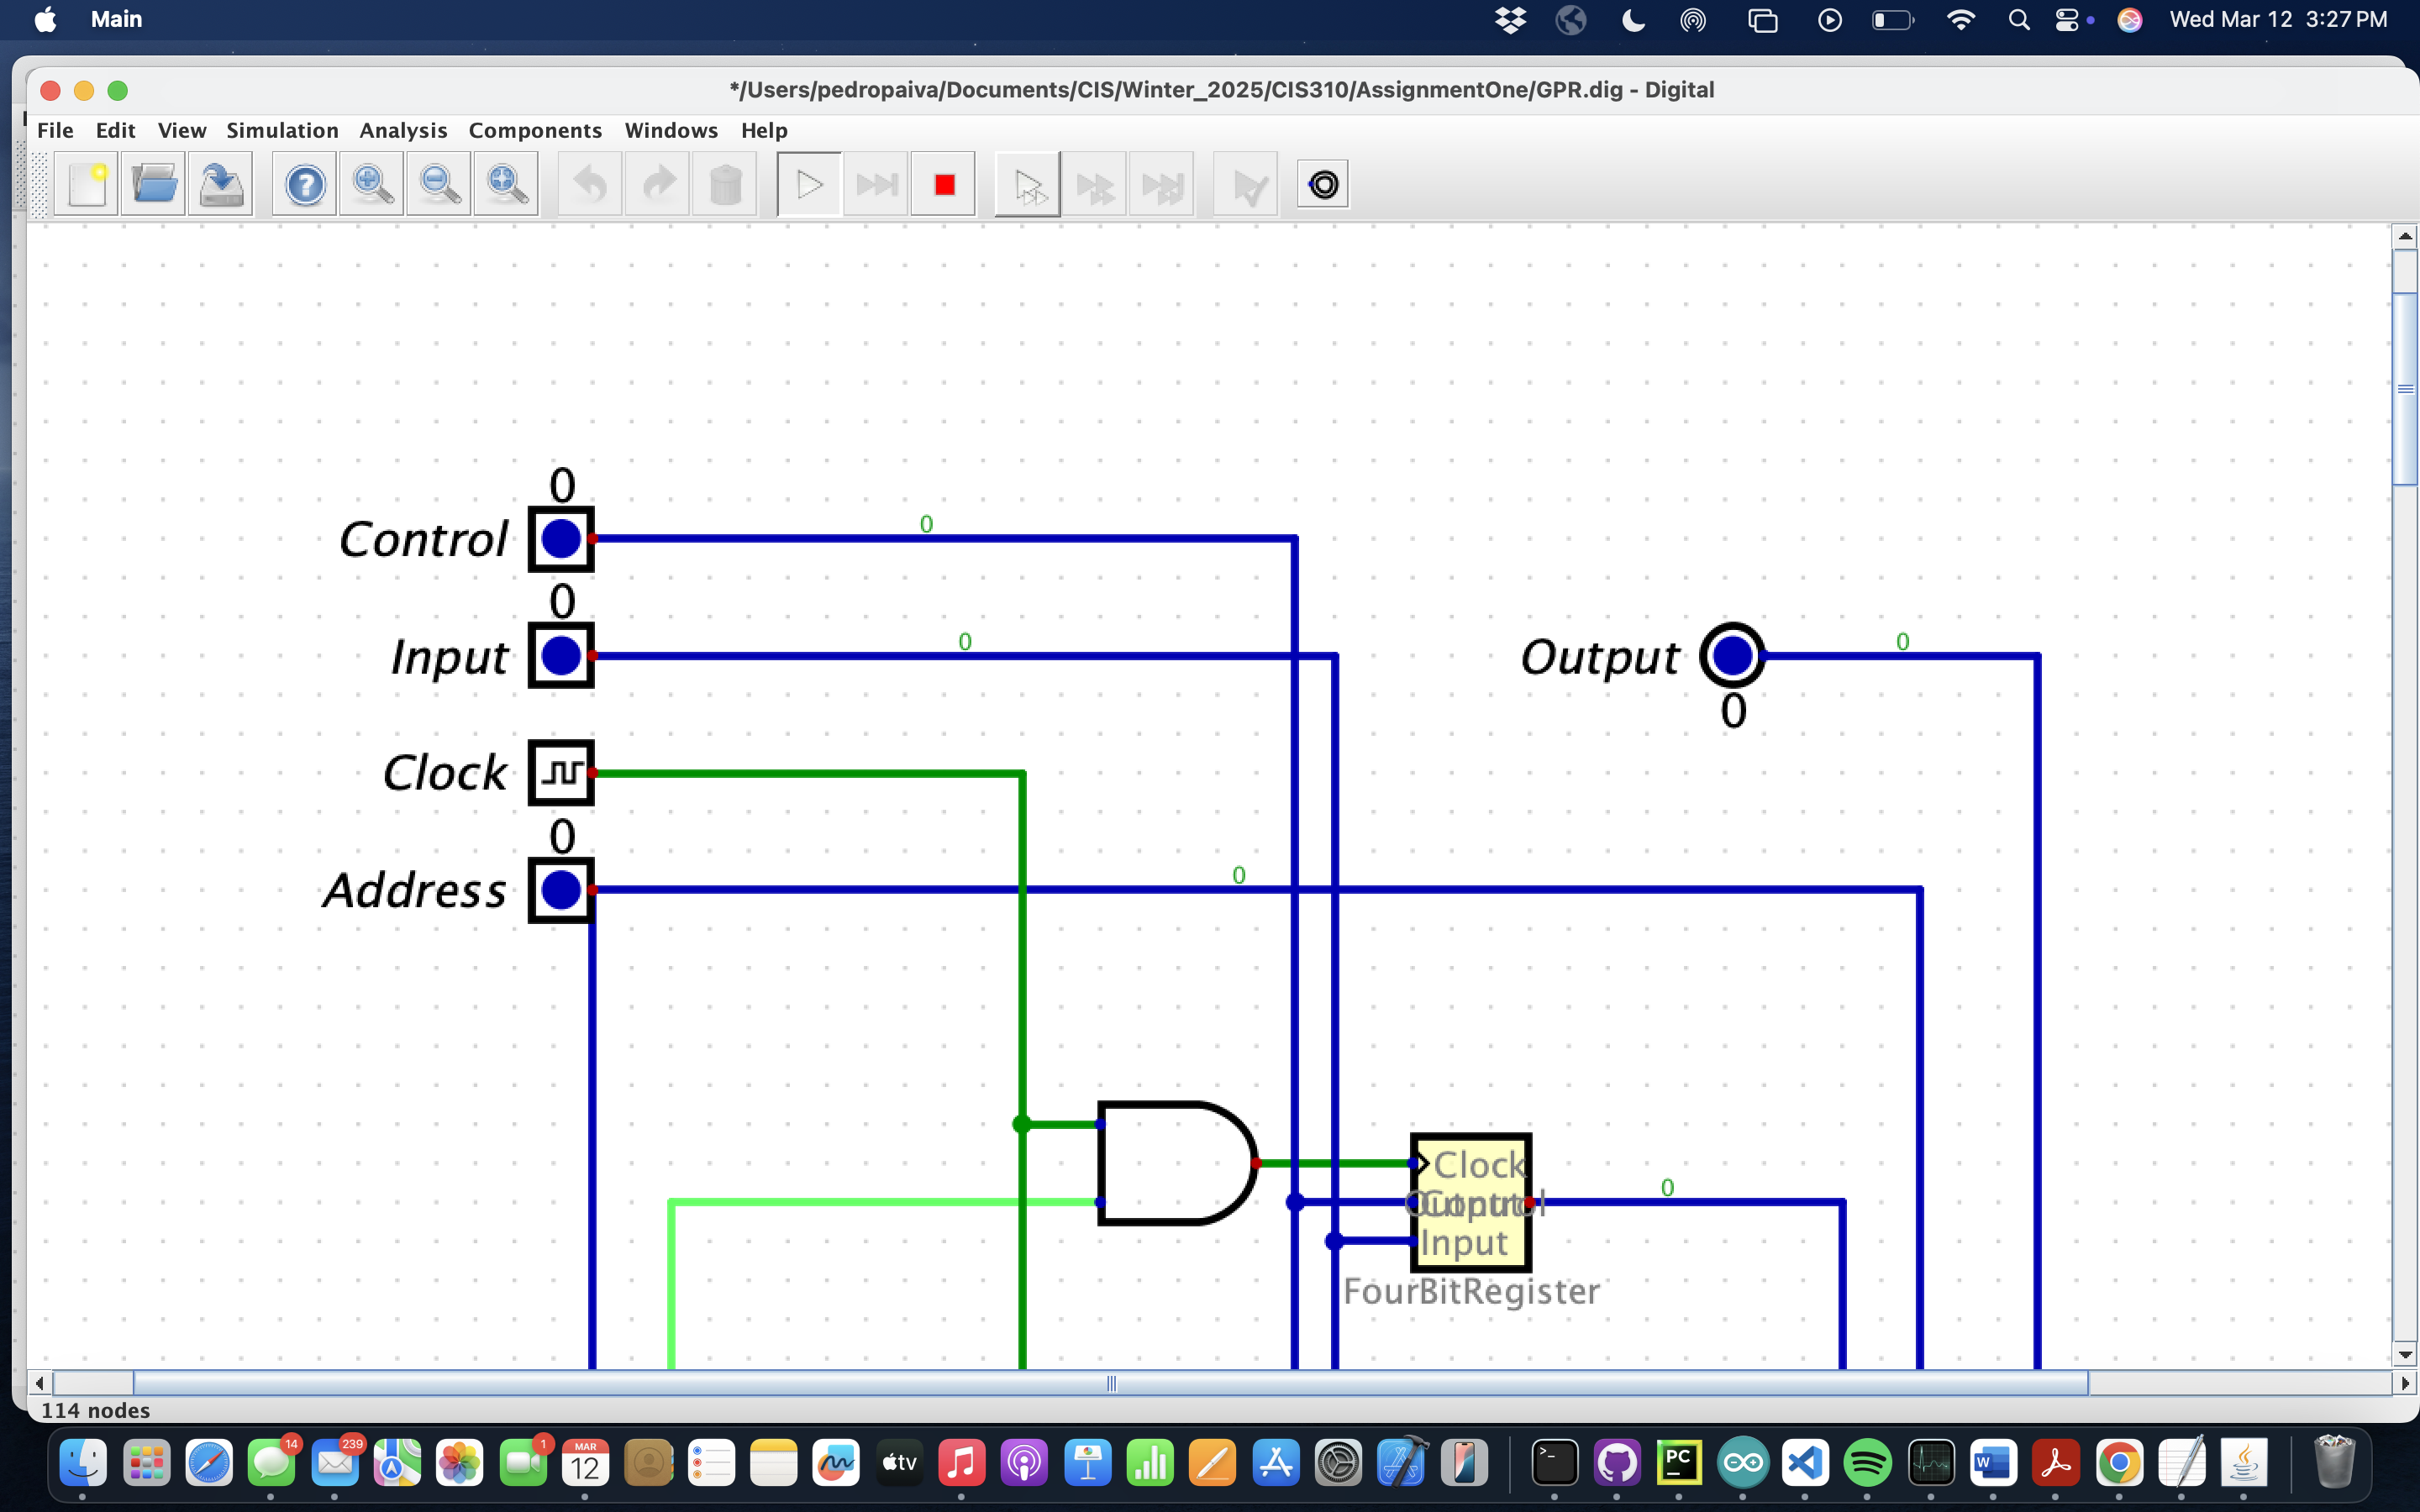 Main
Wed Mar 12 3:27 PM
*/Users/pedropaiva/Documents/CIS/Winter_2025/CIS310/AssignmentOne/GPR.dig - Digital
File Edit View Simulation Analysis Components Windows Help
0
Control
0
0
Input
0
Output
0
0
Clock
0
Address
0
Clock
Control
Output
0
Input
FourBitRegister
114 nodes
14
239
1
MAR
12
tv
>_
PC
W